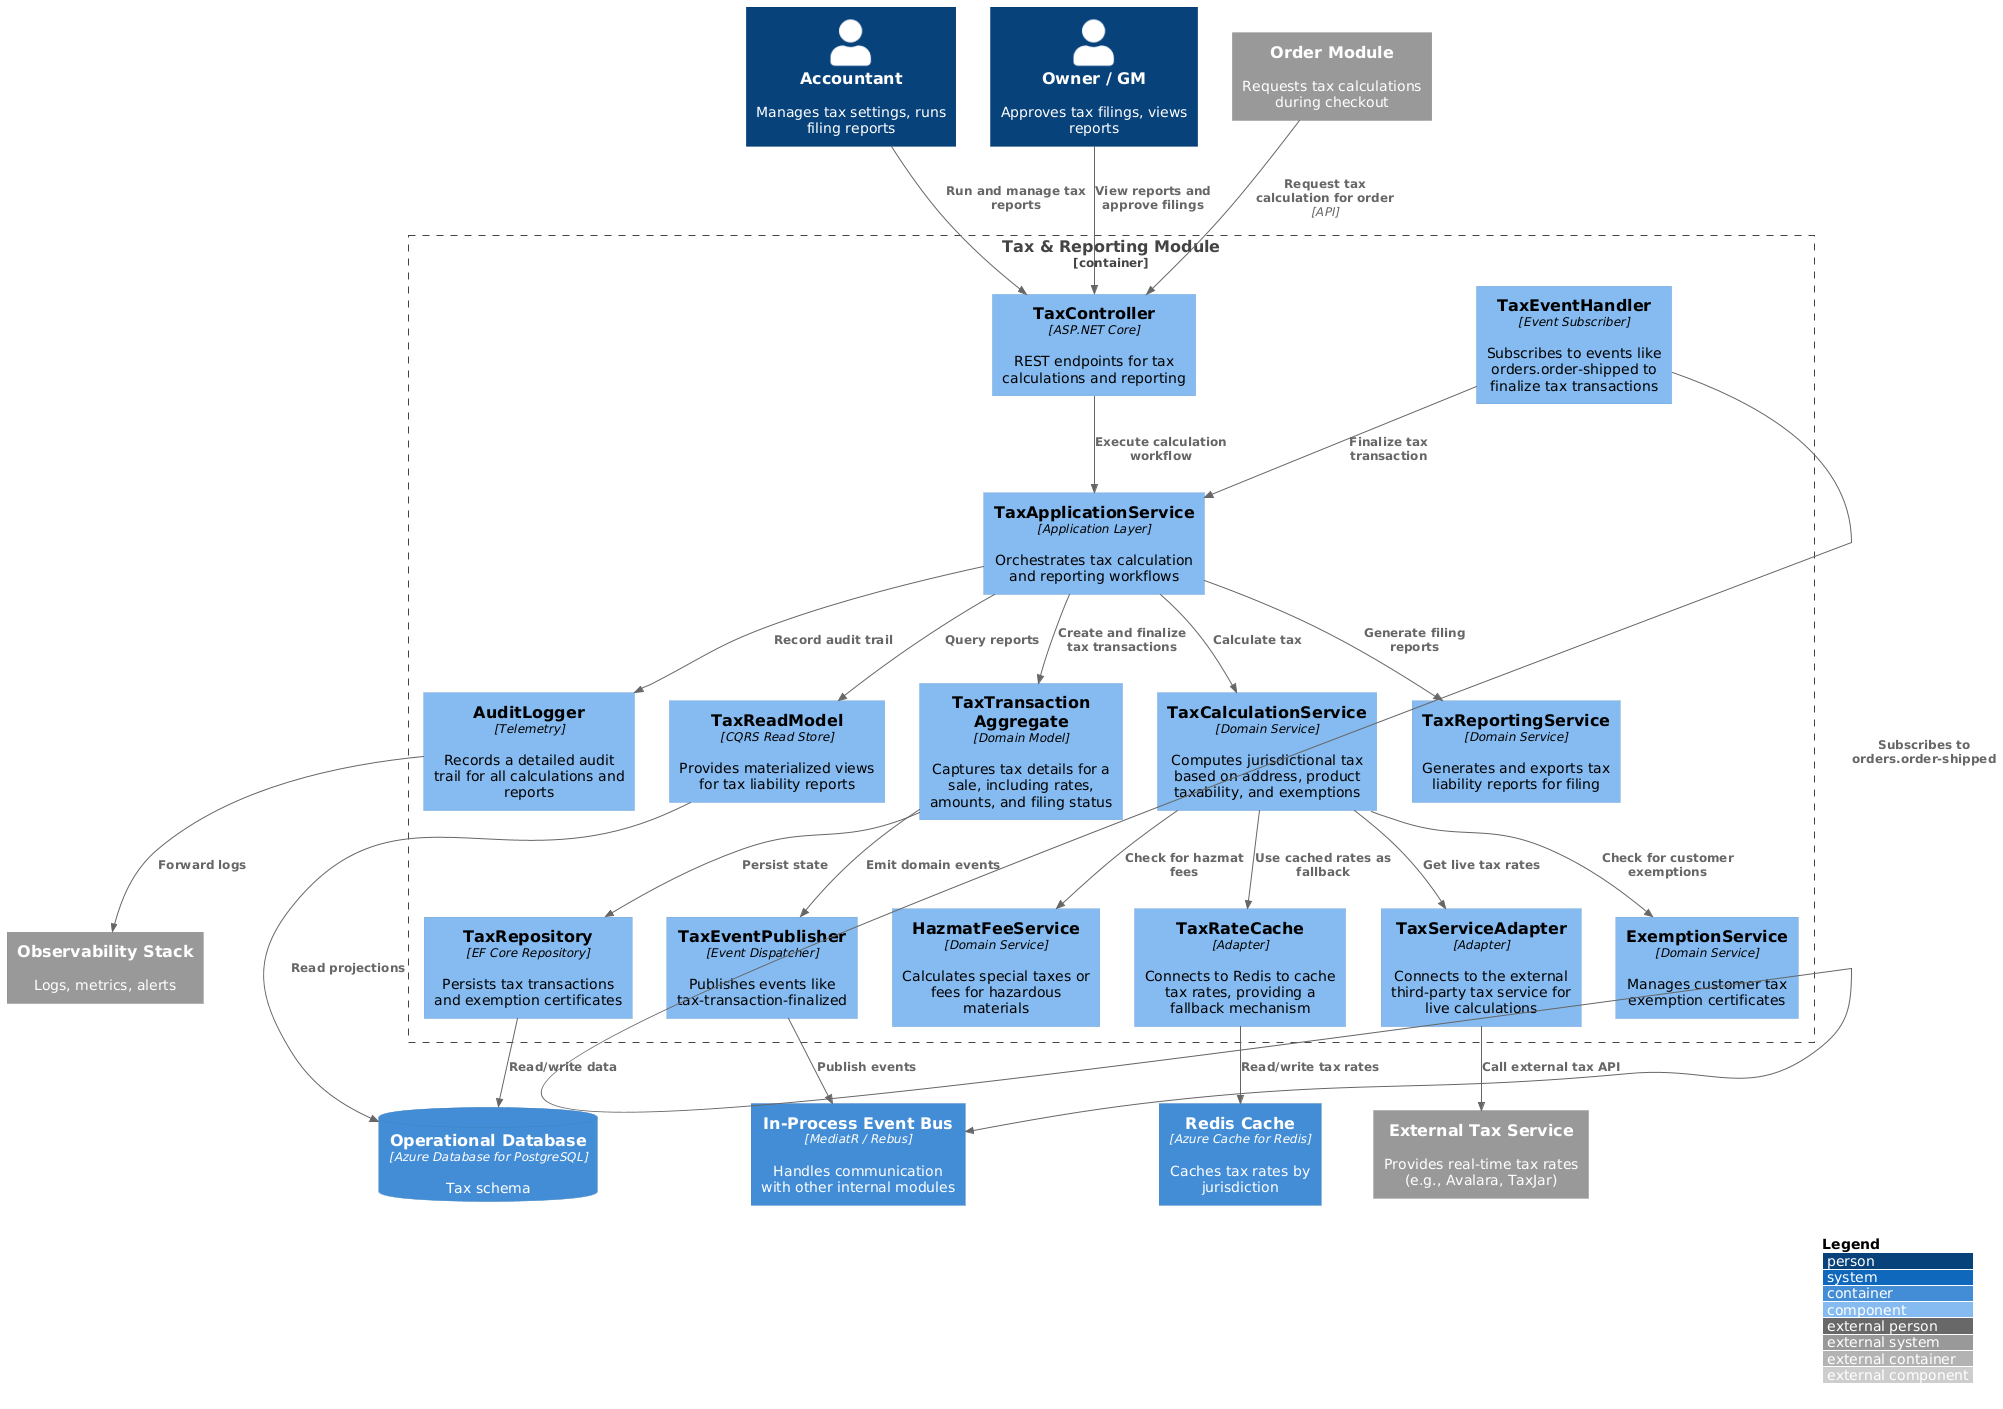 Accountant
Manages tax settings, runs
filing reports
Owner / GM
Approves tax filings, views
reports
Order Module
Requests tax calculations
during checkout
Run and manage tax
reports
View reports and
approve filings
Request tax
calculation for order
[API]
Tax & Reporting Module
[container]
TaxController
[ASP.NET Core]
REST endpoints for tax
calculations and reporting
TaxEventHandler
[Event Subscriber]
Subscribes to events like
orders.order-shipped to
finalize tax transactions
Execute calculation
workflow
Finalize tax
transaction
TaxApplicationService
[Application Layer]
Orchestrates tax calculation
and reporting workflows
Record audit trail
Query reports
Create and finalize
tax transactions
Calculate tax
Generate filing
reports
AuditLogger
[Telemetry]
Records a detailed audit
trail for all calculations and
reports
TaxReadModel
[CQRS Read Store]
Provides materialized views
for tax liability reports
TaxTransaction
Aggregate
[Domain Model]
Captures tax details for a
sale, including rates,
amounts, and filing status
TaxCalculationService
[Domain Service]
Computes jurisdictional tax
based on address, product
taxability, and exemptions
TaxReportingService
[Domain Service]
Generates and exports tax
liability reports for filing
Subscribes to
orders.order-shipped
Forward logs
Persist state
Emit domain events
Check for hazmat
fees
Use cached rates as
fallback
Get live tax rates
Check for customer
exemptions
Observability Stack
Logs, metrics, alerts
Read projections
TaxRepository
[EF Core Repository]
Persists tax transactions
and exemption certificates
TaxEventPublisher
[Event Dispatcher]
Publishes events like
tax-transaction-finalized
HazmatFeeService
[Domain Service]
Calculates special taxes or
fees for hazardous
materials
TaxRateCache
[Adapter]
Connects to Redis to cache
tax rates, providing a
fallback mechanism
TaxServiceAdapter
[Adapter]
Connects to the external
third-party tax service for
live calculations
ExemptionService
[Domain Service]
Manages customer tax
exemption certificates
Read/write data
Publish events
Read/write tax rates
Call external tax API
Operational Database
[Azure Database for PostgreSQL]
Tax schema
In-Process Event Bus
[MediatR / Rebus]
Handles communication
with other internal modules
Redis Cache
[Azure Cache for Redis]
Caches tax rates by
jurisdiction
External Tax Service
Provides real-time tax rates
(e.g., Avalara, TaxJar)
Legend
person
system
container
component
external person
external system
external container
external component